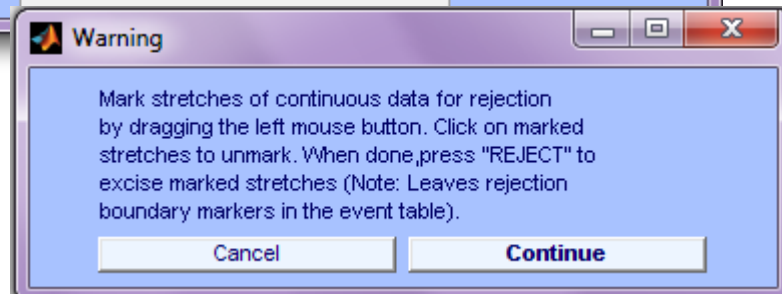 Warning
Mark stretches of continuous data for rejection
by dragging the left mouse button. Click on marked
stretches to unmark. When done,press "REJECT" to
excise marked stretches (Note: Leaves rejection
boundary markers in the event table).
Cancel Continue